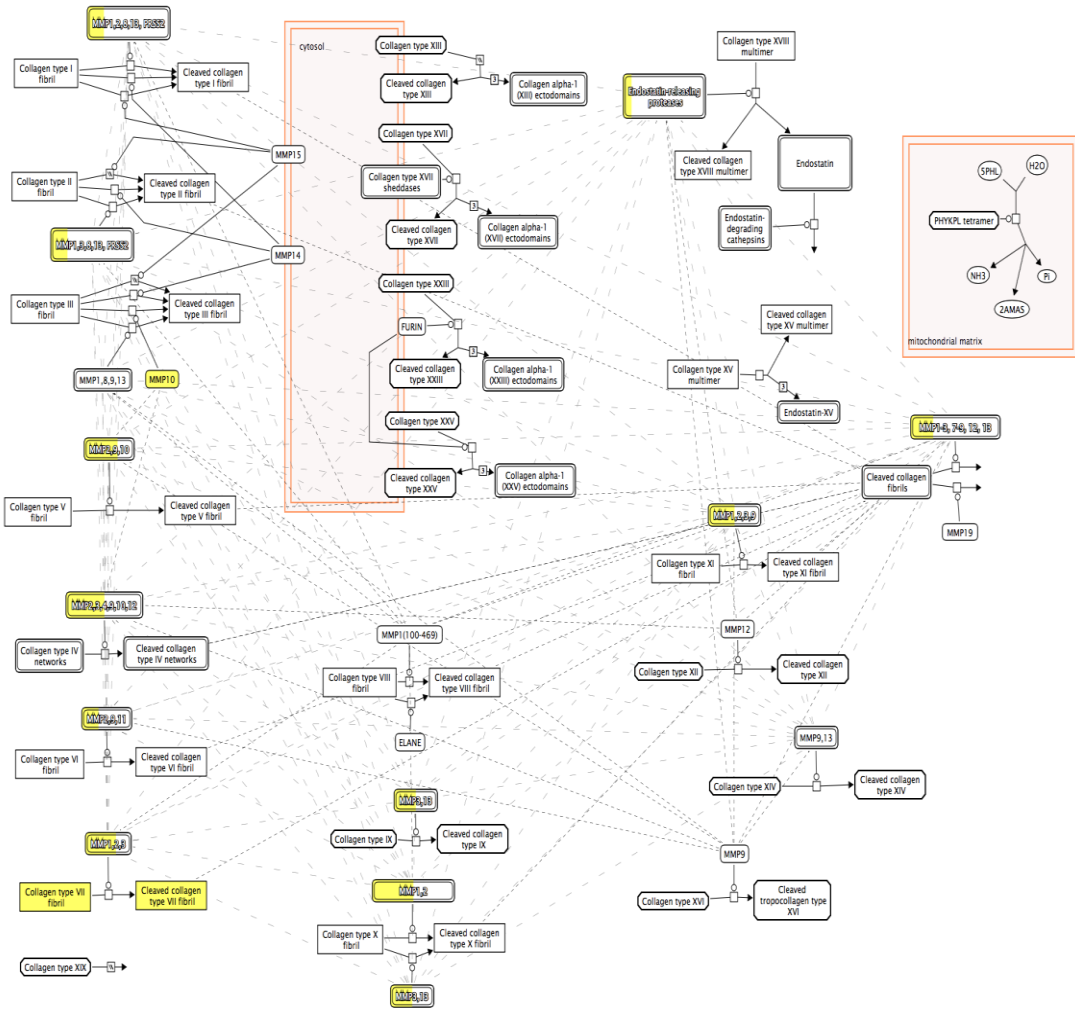 MMP1,2,8,13, PRSS2
cytosol
Collagen type XIII
Collagen type I
fibril
Cleaved collagen
type I fibril
Cleaved collagen
type XIII
3
Collagen alpha-1
(XIII) ectodomains
Collagen type XVIII
multimer
Endostatin-releasing
proteases
Collagen type XVII
MMP15
Cleaved collagen
type XVIII multimer
Endostatin
Collagen type II
fibril
Cleaved collagen
type II fibril
Collagen type XVII
sheddases
3
Cleaved collagen
type XVII
Collagen alpha-1
(XVII) ectodomains
Endostatin-
degrading
cathepsins
5PHL
H2O
PHYKPL tetramer
NH3
Pi
2AMAS
mitochondrial matrix
MMP1,3,8,13, PRSS2
MMP14
Collagen type XXIII
Collagen type III
fibril
Cleaved collagen
type III fibril
FURIN
3
Cleaved collagen
type XXIII
Collagen alpha-1
(XXIII) ectodomains
Cleaved collagen
type XV multimer
Collagen type XV
multimer
3
Endostatin-XV
MMP1,8,9,13
MMP10
Collagen type XXV
3
Cleaved collagen
type XXV
Collagen alpha-1
(XXV) ectodomains
MMP1-3, 7-9, 12, 13
Cleaved collagen
fibrils
MMP19
MMP2,9,10
Collagen type V
fibril
Cleaved collagen
type V fibril
MMP1,2,3,9
Collagen type XI
fibril
Cleaved collagen
type XI fibril
MMP2,3,4,9,10,12
Collagen type IV
networks
Cleaved collagen
type IV networks
MMP1(100-469)
Collagen type VIII
fibril
Cleaved collagen
type VIII fibril
ELANE
MMP12
Collagen type XII
Cleaved collagen
type XII
MMP2,9,11
Collagen type VI
fibril
Cleaved collagen
type VI fibril
MMP9,13
Collagen type XIV
Cleaved collagen
type XIV
MMP3,13
Collagen type IX
Cleaved collagen
type IX
MMP1,2,3
Collagen type VII
fibril
Cleaved collagen
type VII fibril
MMP1,2
Collagen type X
fibril
Cleaved collagen
type X fibril
MMP3,13
MMP9
Collagen type XVI
Cleaved
tropocollagen type
XVI
Collagen type XIX